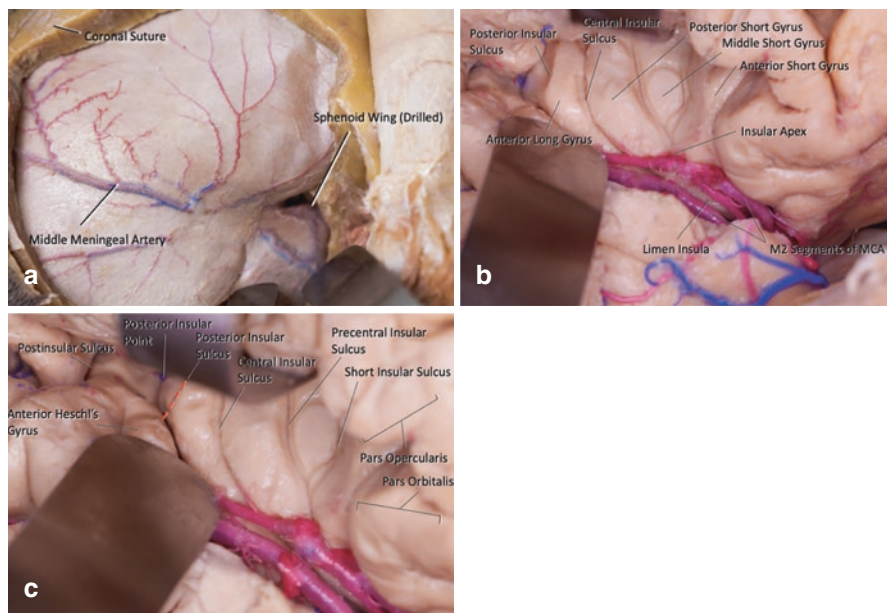 Coronal Suture
Sphenoid Wing (Drilled)
Middle Meningeal Artery
a
Posterior Insular
Sulcus
Central Insular
Sulcus
Posterior Short Gyrus
Middle Short Gyrus
Anterior Short Gyrus
Anterior Long Gyrus
Insular Apex
Limen Insula
M2 Segments of MCA
b
Postinsular Sulcus
Posterior Insular
Point
Posterior Insular
Sulcus
Central Insular
Sulcus
Precentral Insular
Sulcus
Short Insular Sulcus
Anterior Heschl's
Gyrus
Pars Opercularis
Pars Orbitalis
c